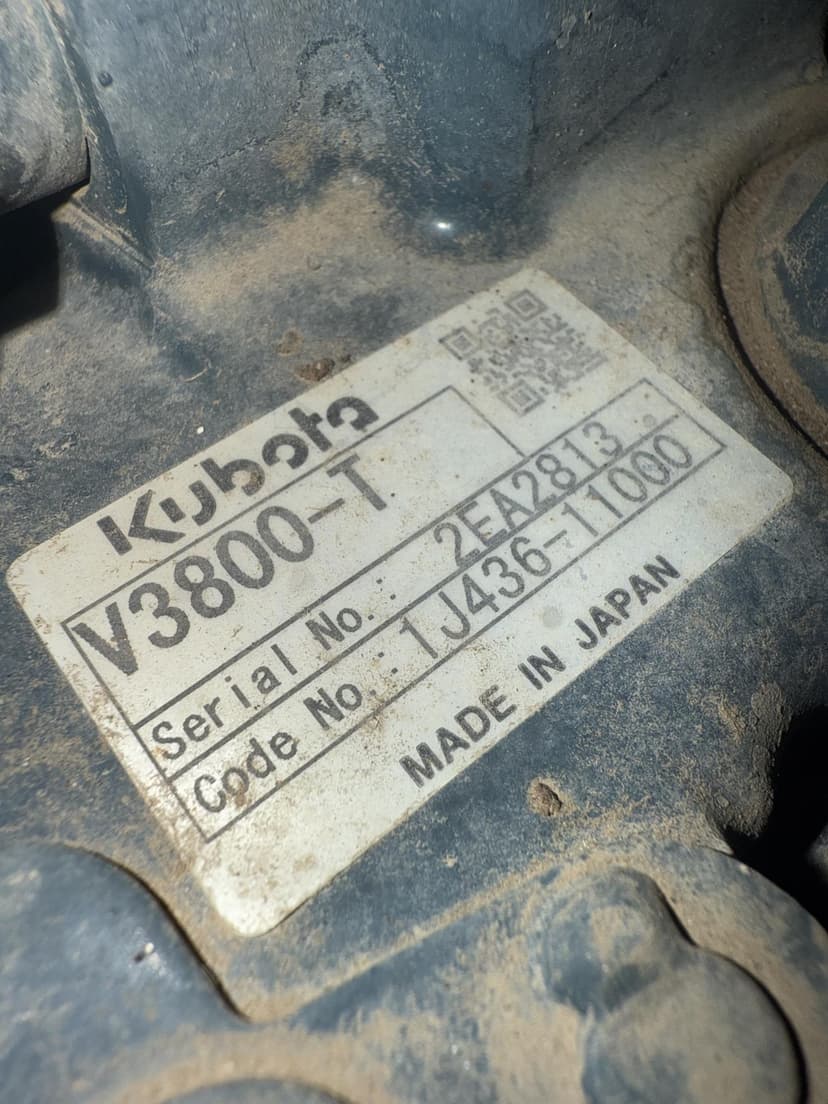 Kubota
V3800-T
Serial No.: 2EA2813
Code No.: 1J436-11000
MADE IN JAPAN